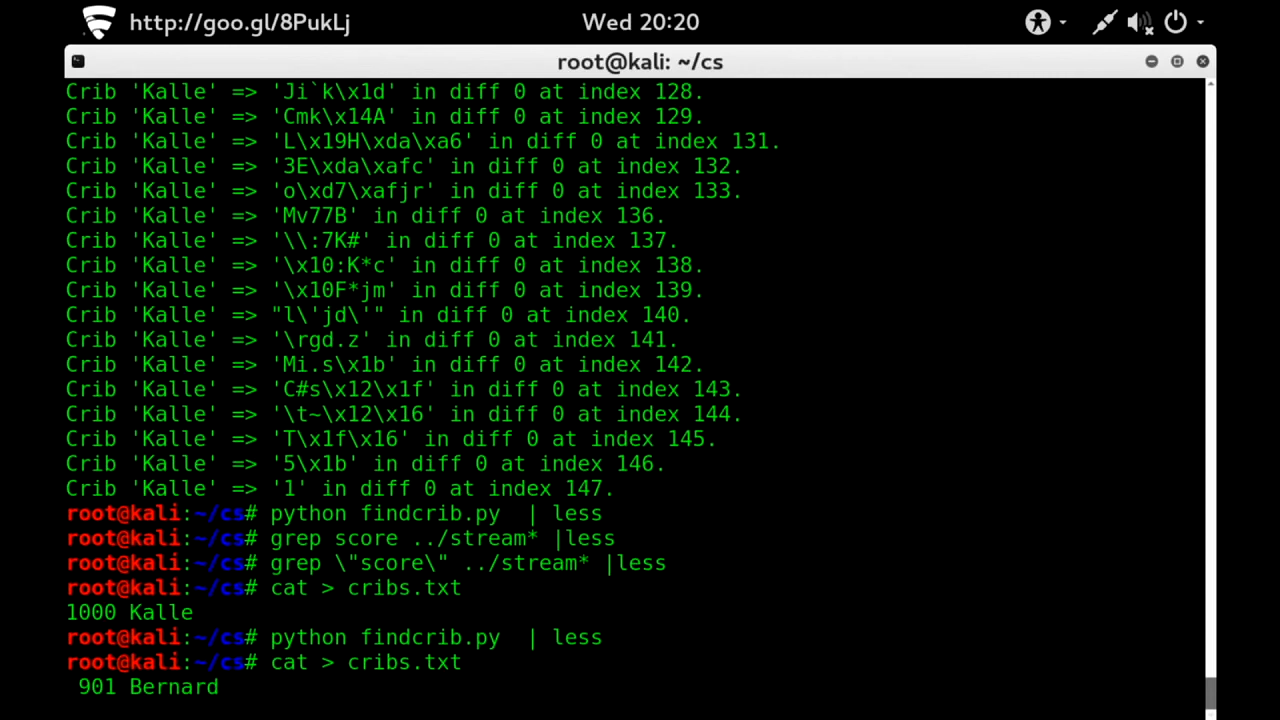 http://goo.gl/8PukLj
Wed 20:20
root@kali: ~/cs
Crib 'Kalle' => 'Ji`k\x1d' in diff 0 at index 128.
Crib 'Kalle' => 'Cmk\x14A' in diff 0 at index 129.
Crib 'Kalle' => 'L\x19H\xda\xa6' in diff 0 at index 131.
Crib 'Kalle' => '3E\xda\xafc' in diff 0 at index 132.
Crib 'Kalle' => 'o\xd7\xafjr' in diff 0 at index 133.
Crib 'Kalle' => 'Mv77B' in diff 0 at index 136.
Crib 'Kalle' => '\\:7K#' in diff 0 at index 137.
Crib 'Kalle' => '\x10:K*c' in diff 0 at index 138.
Crib 'Kalle' => '\x10F*jm' in diff 0 at index 139.
Crib 'Kalle' => "l\'jd\'" in diff 0 at index 140.
Crib 'Kalle' => '\rgd.z' in diff 0 at index 141.
Crib 'Kalle' => 'Mi.s\x1b' in diff 0 at index 142.
Crib 'Kalle' => 'C#s\x12\x1f' in diff 0 at index 143.
Crib 'Kalle' => '\t~\x12\x16' in diff 0 at index 144.
Crib 'Kalle' => 'T\x1f\x16' in diff 0 at index 145.
Crib 'Kalle' => '5\x1b' in diff 0 at index 146.
Crib 'Kalle' => '1' in diff 0 at index 147.
root@kali:~/cs# python findcrib.py  | less
root@kali:~/cs# grep score ../stream* |less
root@kali:~/cs# grep \"score\" ../stream* |less
root@kali:~/cs# cat > cribs.txt
1000 Kalle
root@kali:~/cs# python findcrib.py  | less
root@kali:~/cs# cat > cribs.txt
 901 Bernard